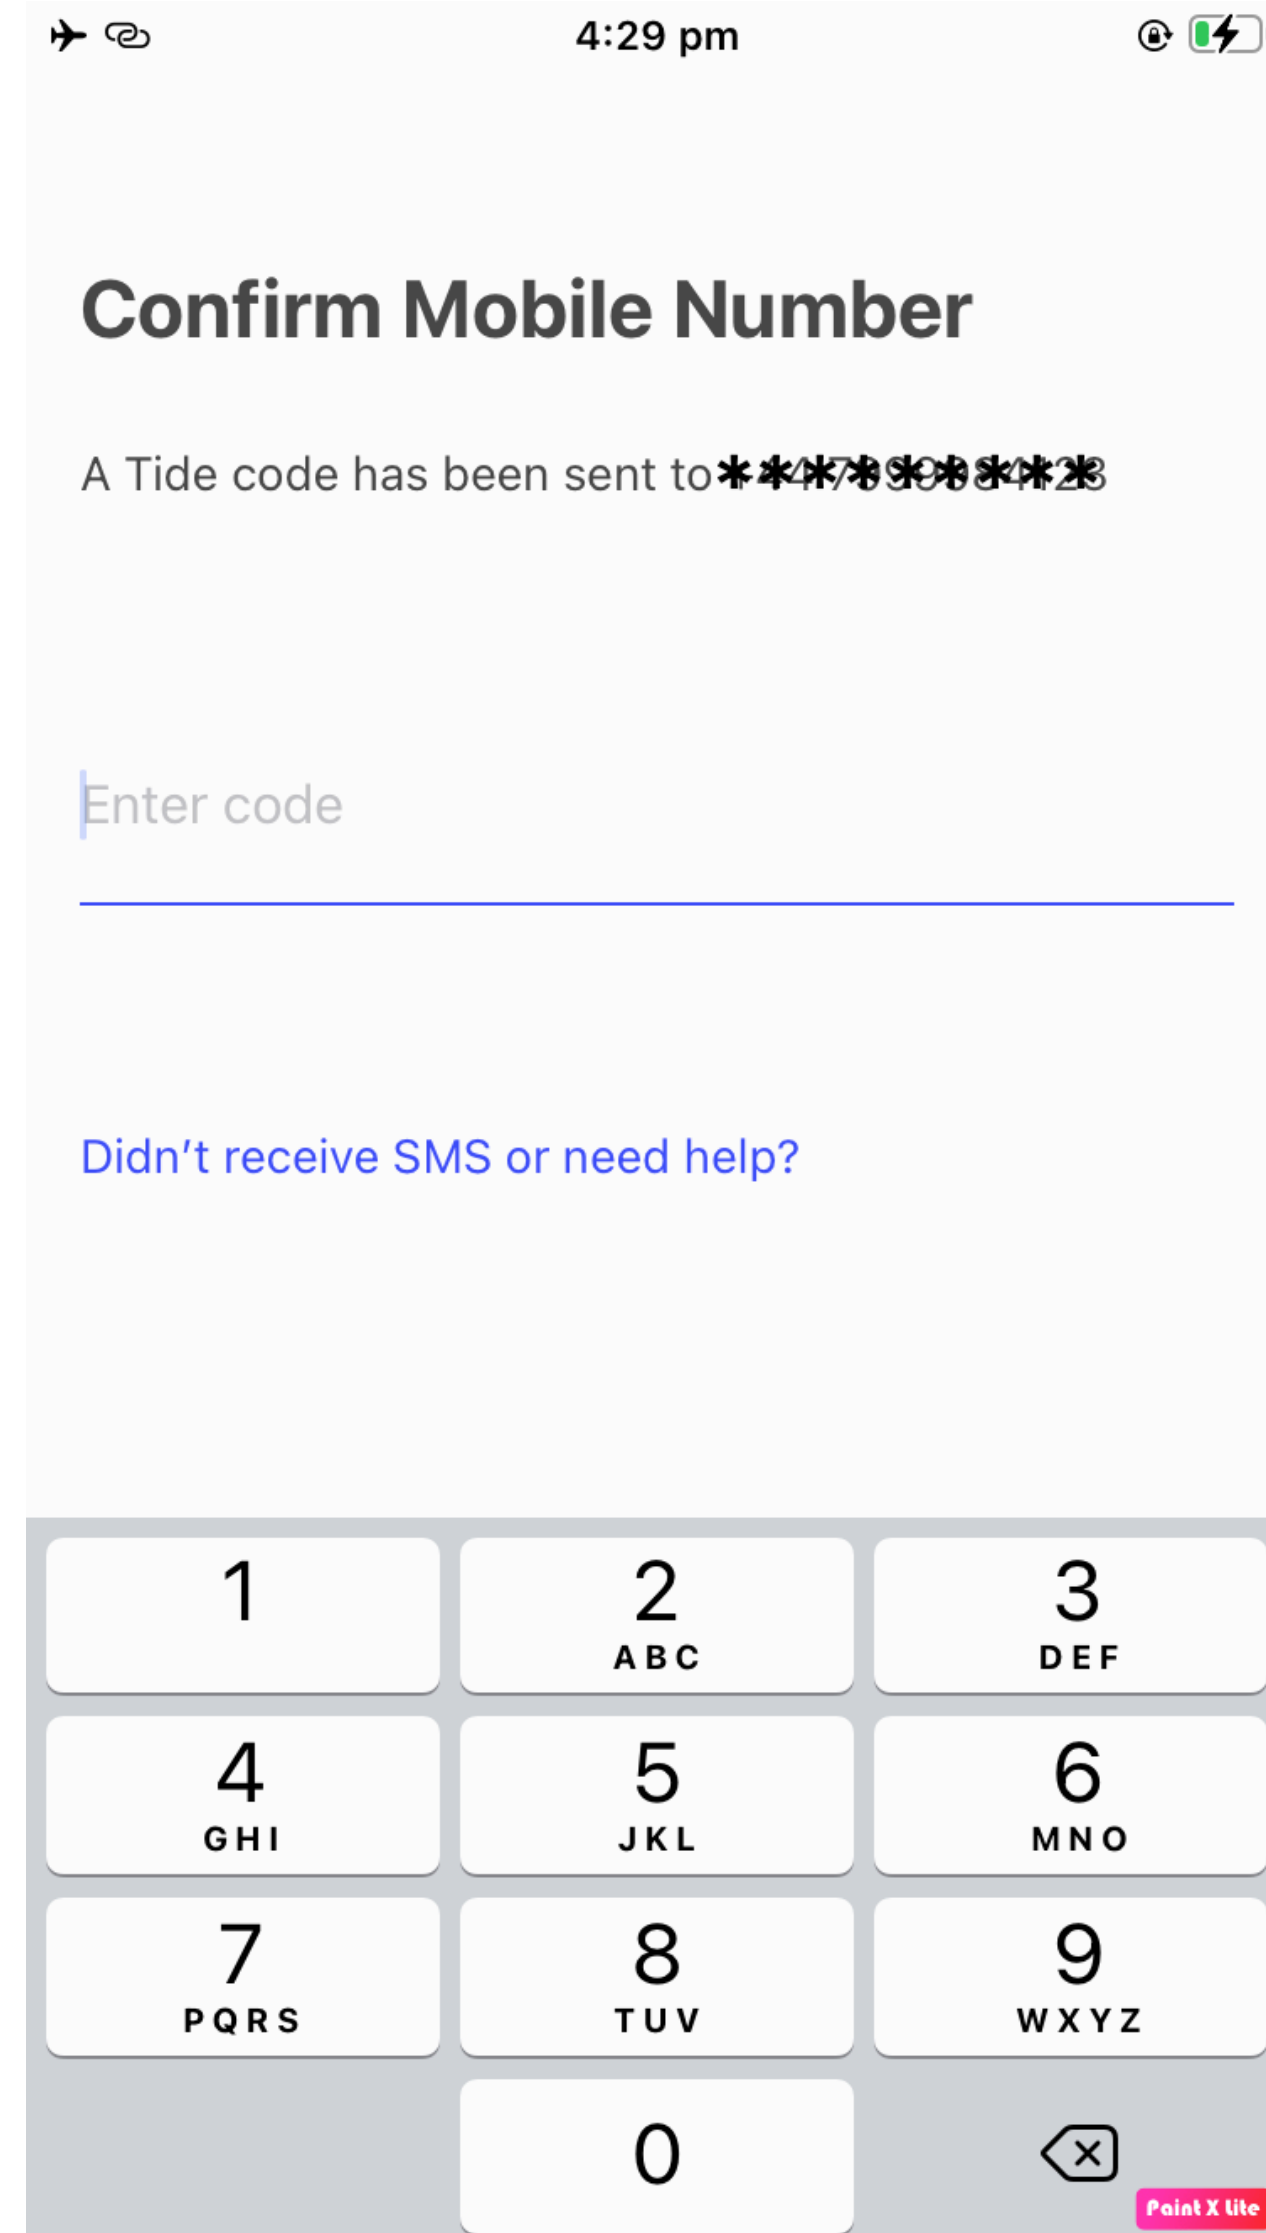 4:29 pm
Confirm Mobile Number
A Tide code has been sent to *********
Enter code
Didn't receive SMS or need help?
1
2
ABC
3
DEF
4
GHI
5
JKL
6
MNO
7
PQRS
8
TUV
9
WXYZ
0
Paint X lite